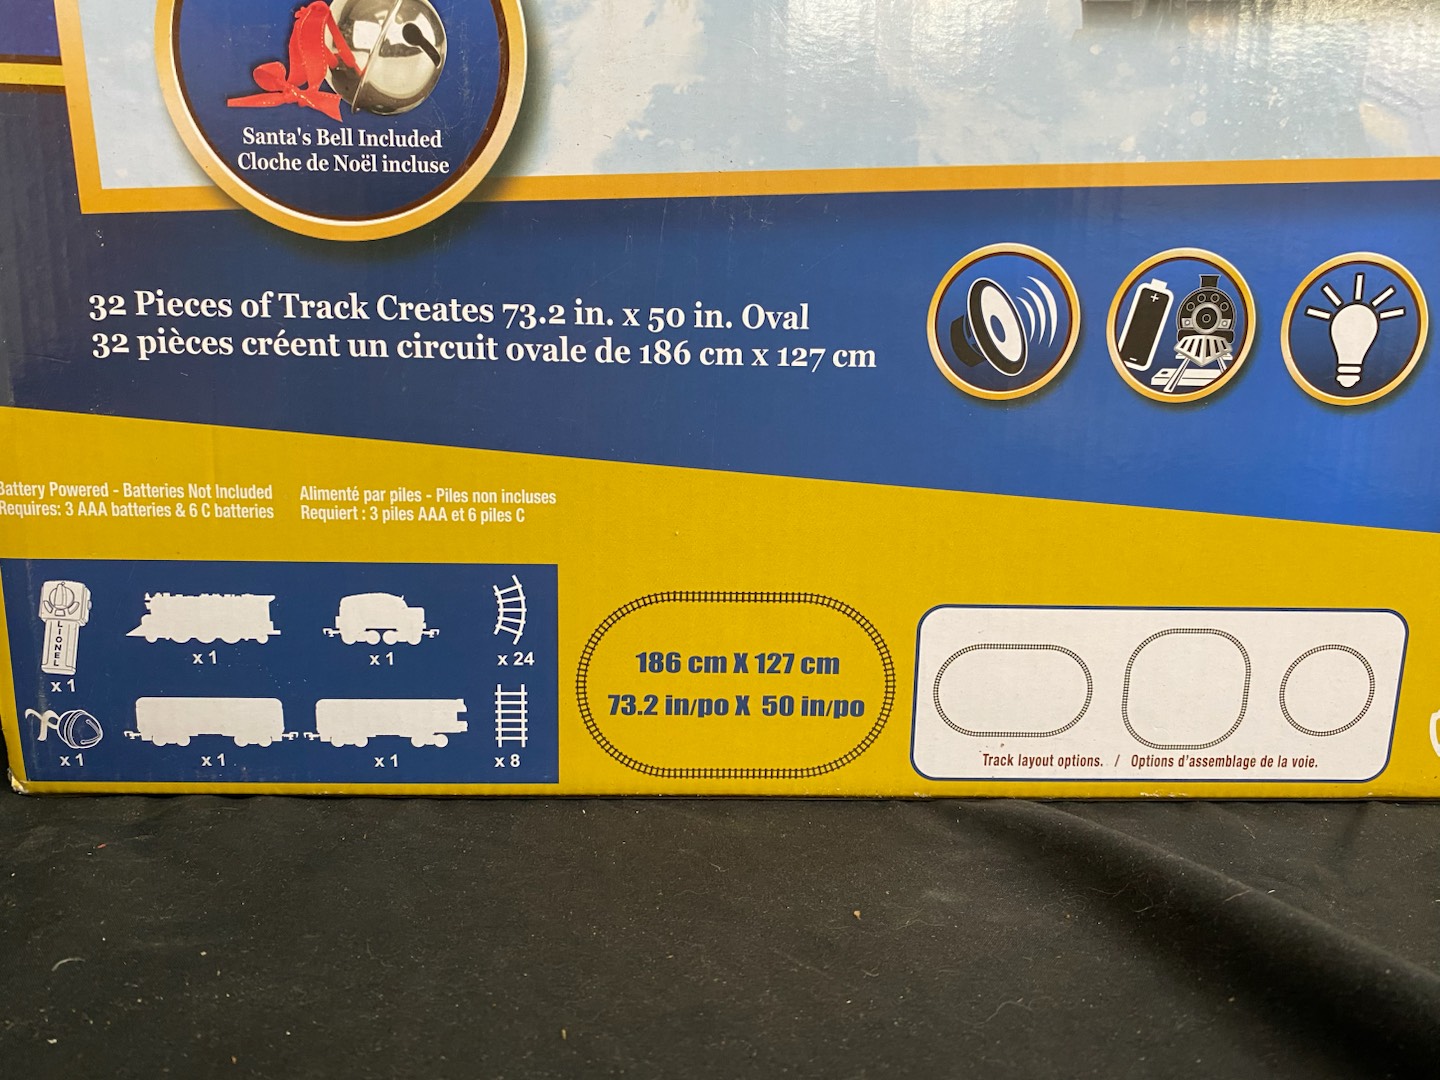 Santa's Bell Included
Cloche de Noël incluse
32 Pieces of Track Creates 73.2 in. x 50 in. Oval
32 pièces créent un circuit ovale de 186 cm x 127 cm
Battery Powered - Batteries Not Included
Requires: 3 AAA batteries & 6 C batteries
Alimenté par piles - Piles non incluses
Requiert : 3 piles AAA et 6 piles C
LIONEL
x 1
x 1
x 1
x 24
x 1
x 1
x 1
x 8
186 cm X 127 cm
73.2 in/po X 50 in/po
Track layout options. / Options d'assemblage de la voie.